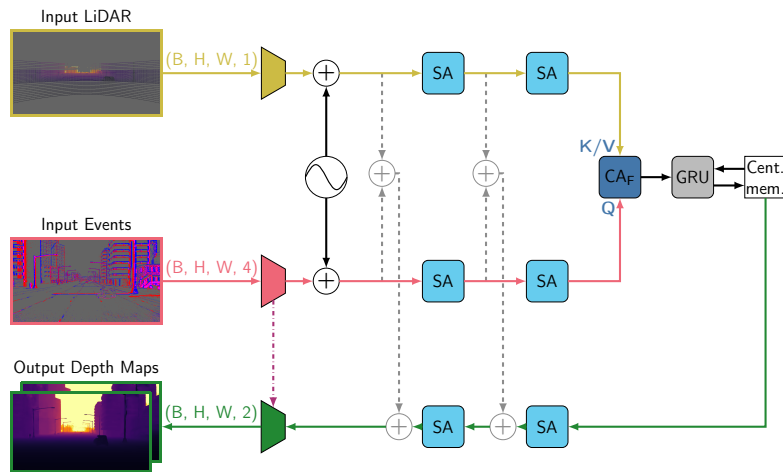 Input LiDAR
(B, H, W, 1)
SA
SA
K/V
CA_F
GRU
Cent.
mem.
Q
Input Events
(B, H, W, 4)
SA
SA
Output Depth Maps
(B, H, W, 2)
SA
SA